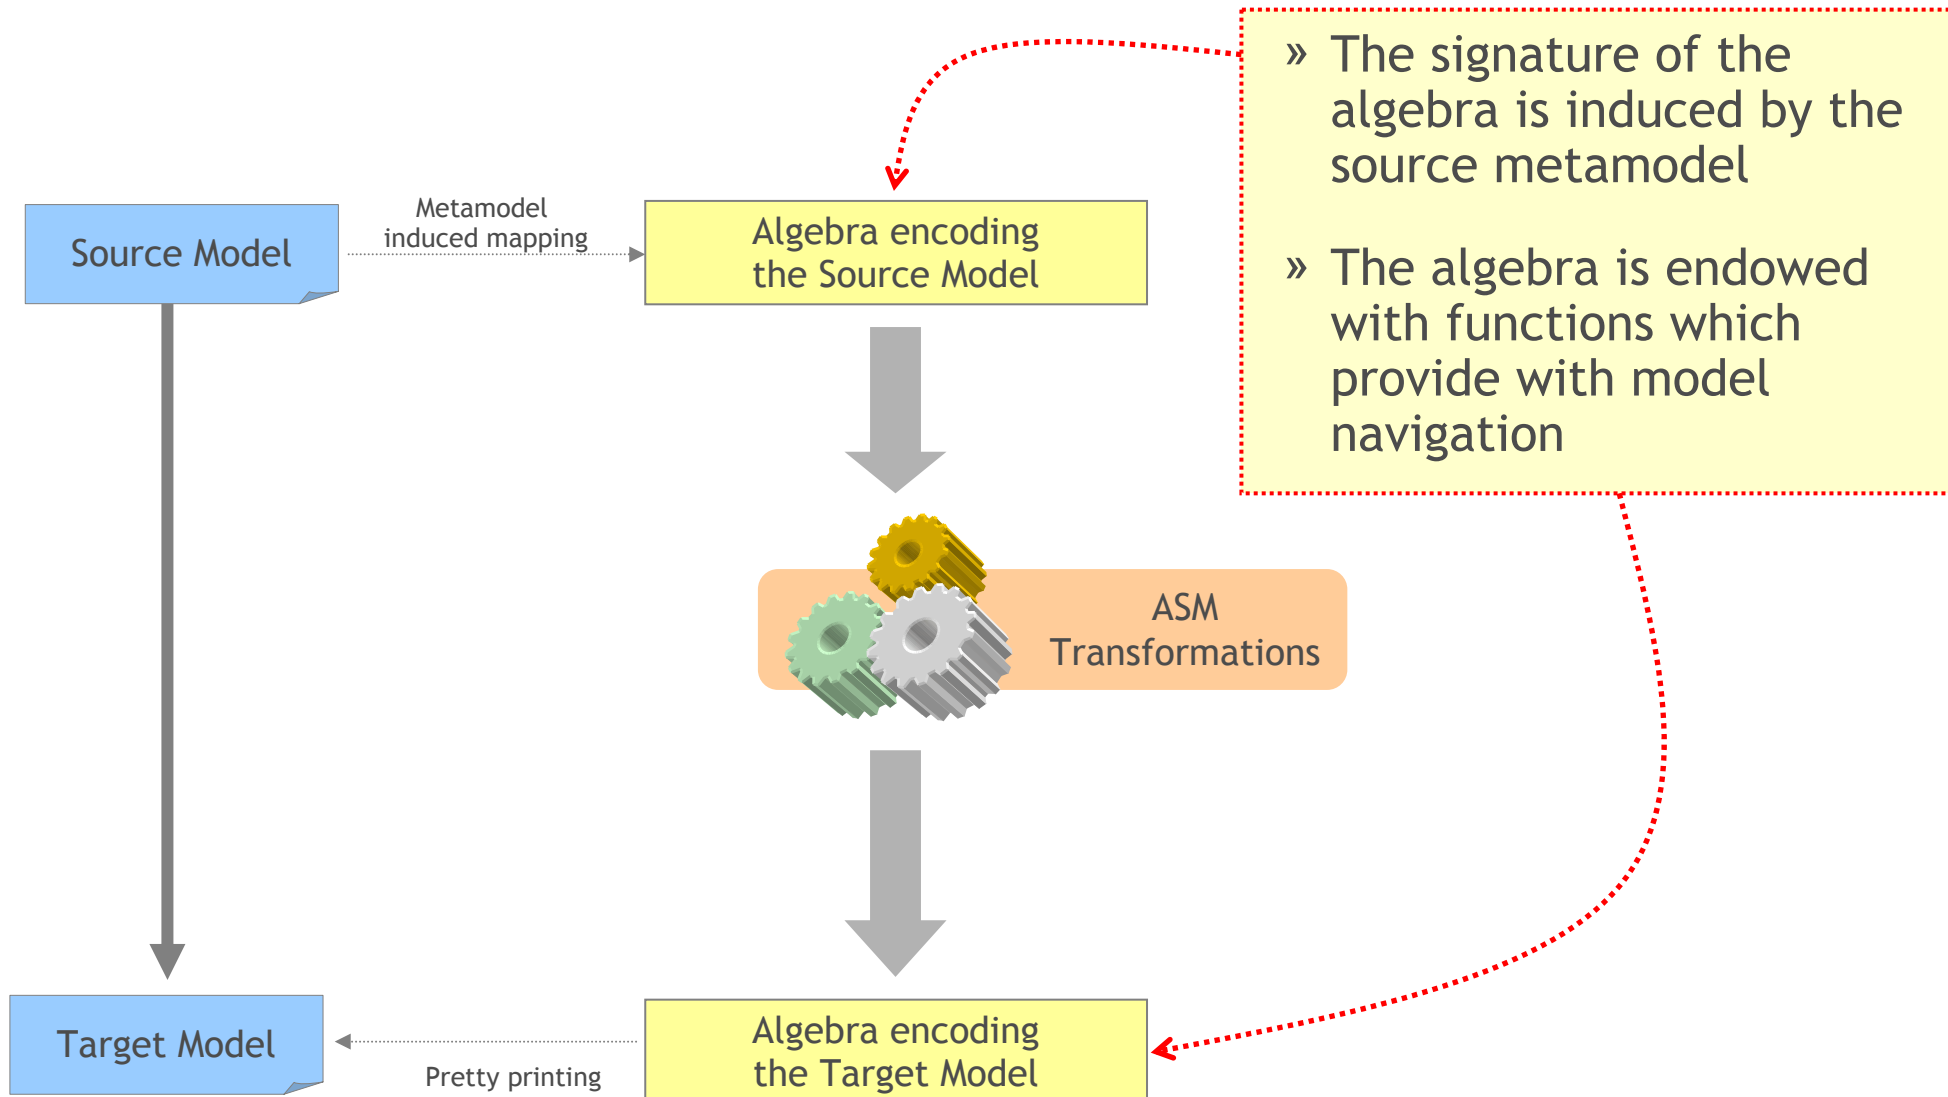 » The signature of the
algebra is induced by the
source metamodel
» The algebra is endowed
with functions which
provide with model
navigation
Source Model
Metamodel
induced mapping
Algebra encoding
the Source Model
ASM
Transformations
Target Model
Pretty printing
Algebra encoding
the Target Model